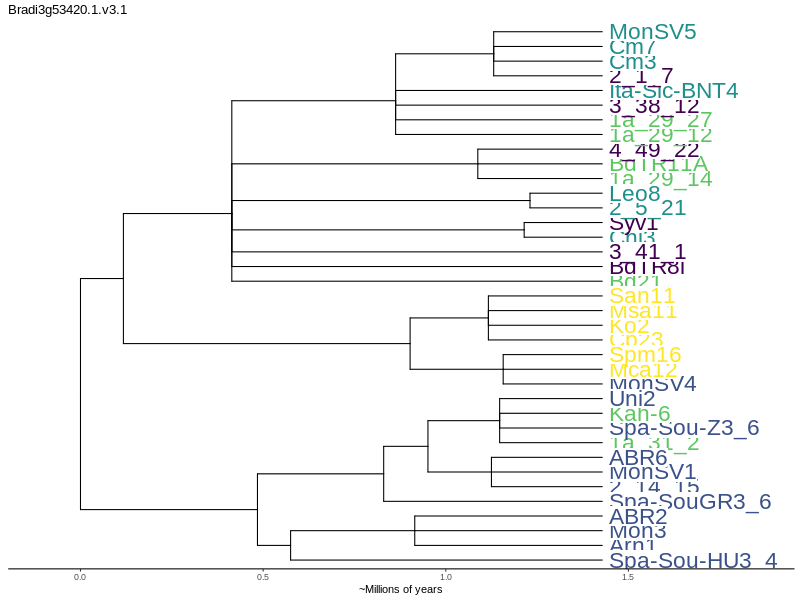 Bradi3g53420.1.v3.1
MonSV5
Cm7
Cm3
2_1_7
Ita-Sic-BNT4
3_38_12
1a_29_27
1a_29_12
4_49_22
BdTR11A
1a_29_14
Leo8
2_5_21
Syv1
Chi3
3_41_1
BdTR8i
Bd21
San11
Msa11
Ko2
Cb23
Spm16
Mca12
MonSV4
Uni2
Kah-6
Spa-Sou-Z3_6
1a_31_2
ABR6
MonSV1
2_14_15
Spa-SouGR3_6
ABR2
Mon3
Arn1
Spa-Sou-HU3_4
0.0 0.5 1.0 1.5
~Millions of years